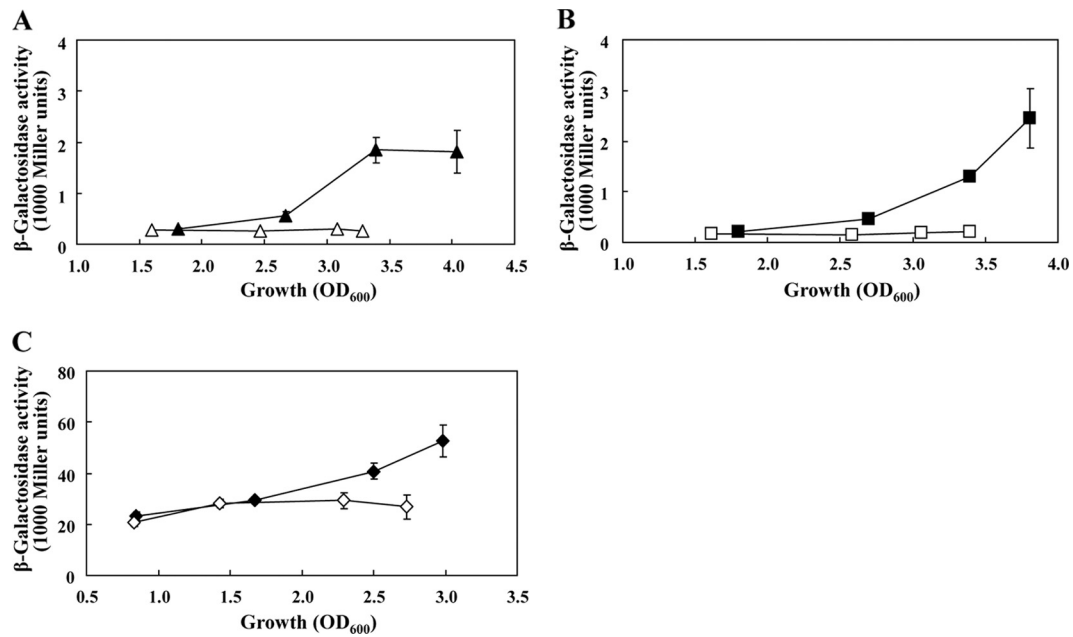 A
β-Galactosidase activity
(1000 Miller units)
4
3
2
1
0
1.0 1.5 2.0 2.5 3.0 3.5 4.0 4.5
Growth (OD600)
B
β-Galactosidase activity
(1000 Miller units)
4
3
2
1
0
1.0 1.5 2.0 2.5 3.0 3.5 4.0
Growth (OD600)
C
β-Galactosidase activity
(1000 Miller units)
80
60
40
20
0
0.5 1.0 1.5 2.0 2.5 3.0 3.5
Growth (OD600)